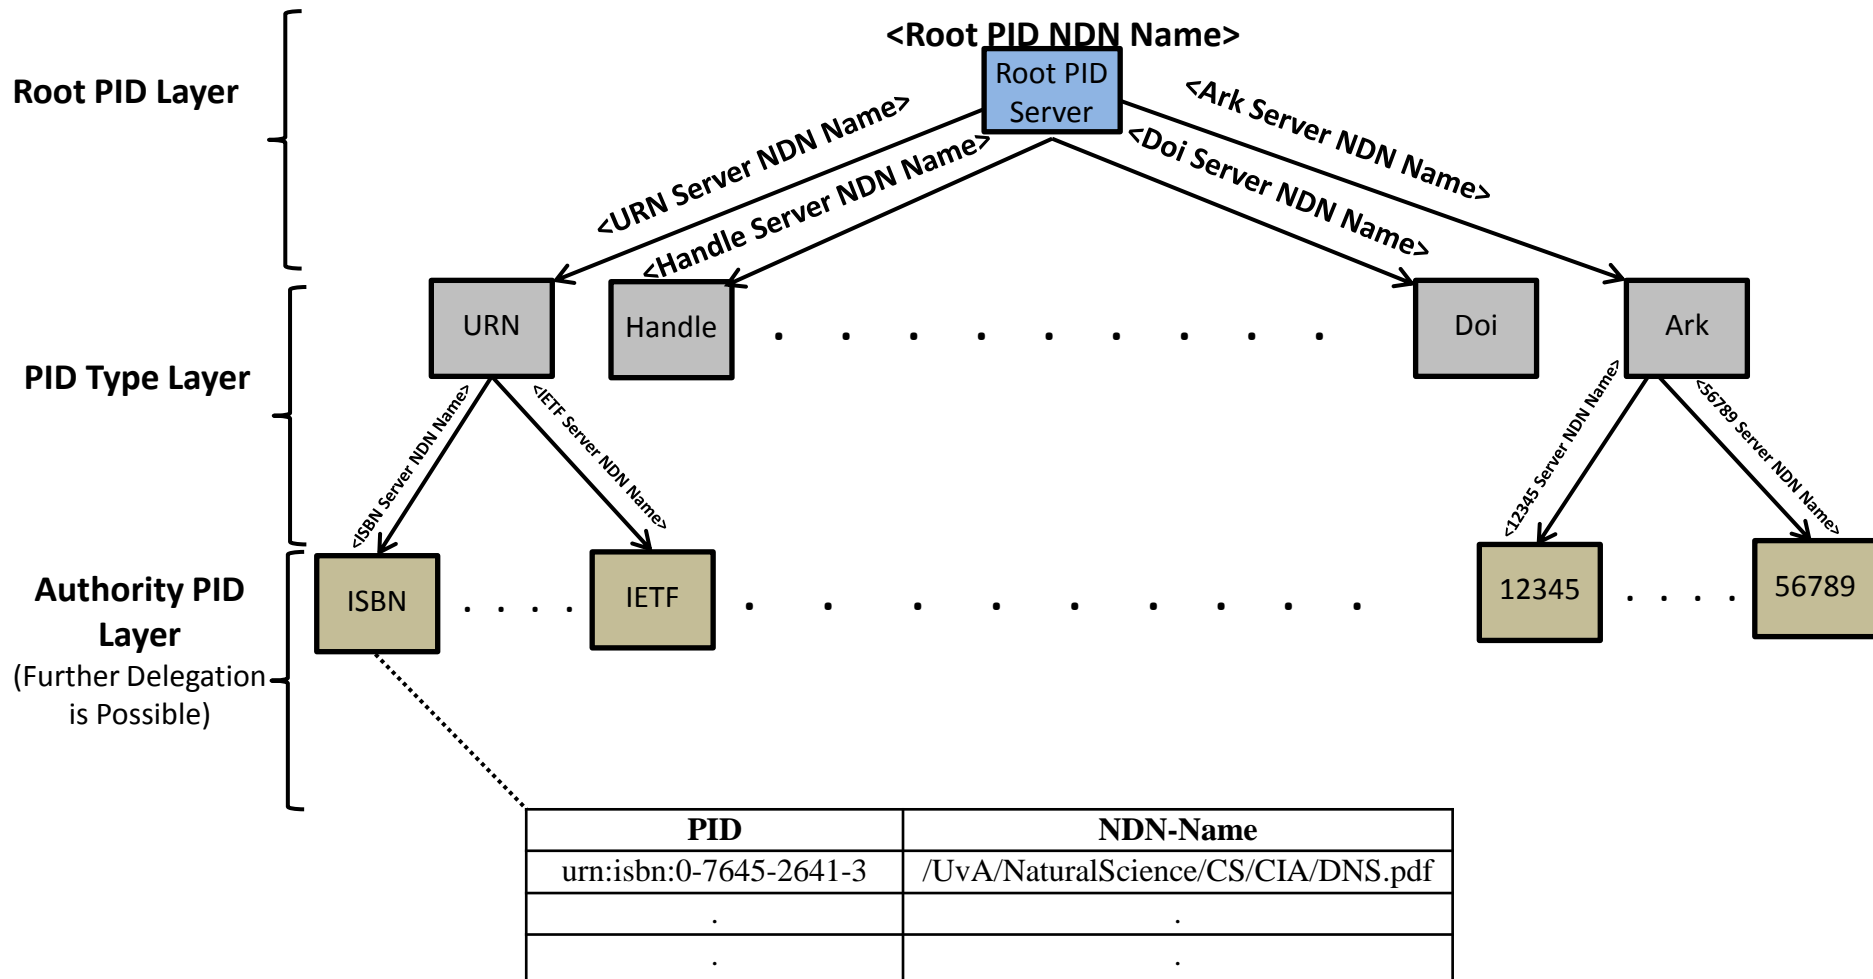 <Root PID NDN Name>
Root PID Layer
Root PID
Server
<URN Server NDN Name>
<Handle Server NDN Name>
<Doi Server NDN Name>
<Ark Server NDN Name>
PID Type Layer
URN
Handle
. . . . . . . . .
Doi
Ark
<ISBN Server NDN Name>
<IETF Server NDN Name>
<12345 Server NDN Name>
<56789 Server NDN Name>
Authority PID
Layer
(Further Delegation
is Possible)
ISBN
. . . .
IETF
. . . . . . . . .
12345
. . . .
56789
PID NDN-Name
urn:isbn:0-7645-2641-3 /UvA/NaturalScience/CS/CIA/DNS.pdf
. .
. .